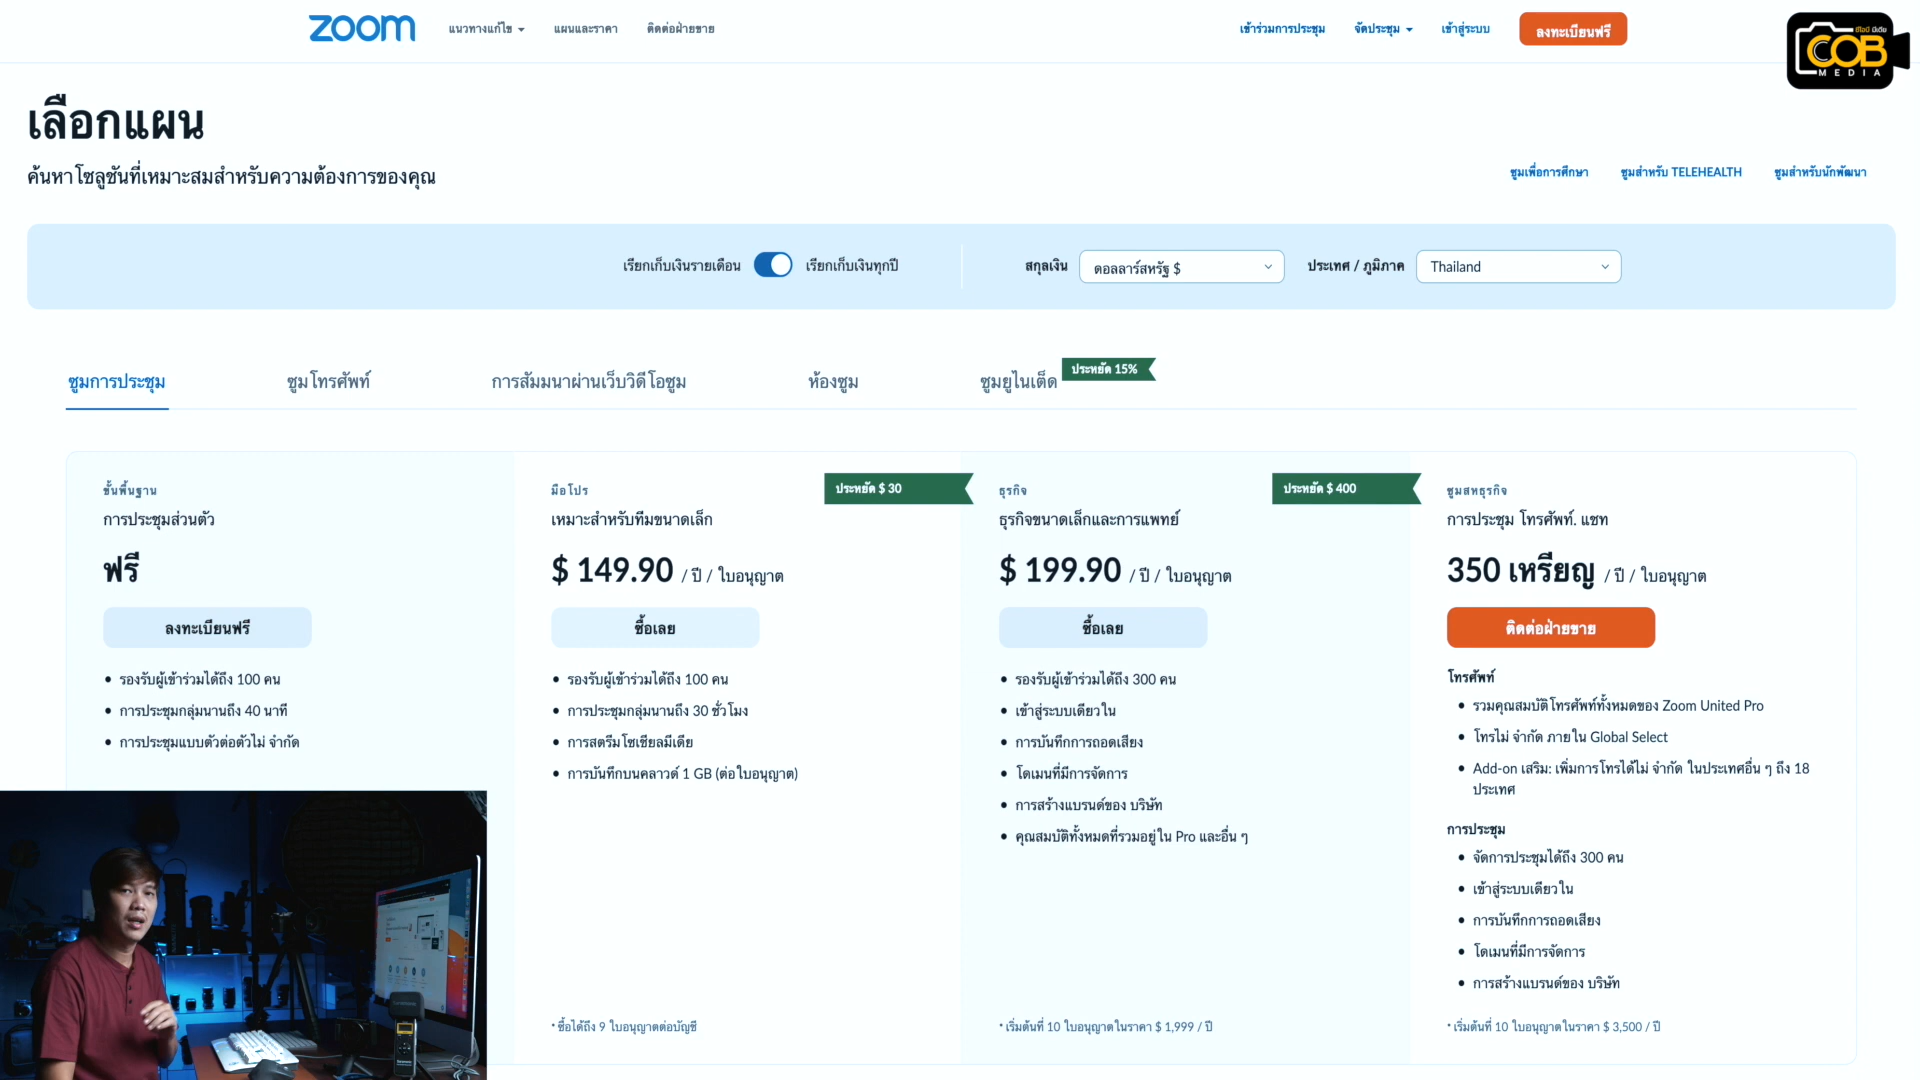 zoom
แนวทางแก้ไข
แผนและราคา
ติดต่อฝ่ายขาย
เข้าร่วมการประชุม
จัดประชุม
เข้าสู่ระบบ
ลงทะเบียนฟรี
ซีโอบี มีเดีย
COB
MEDIA
เลือกแผน
ค้นหาโซลูชันที่เหมาะสมสำหรับความต้องการของคุณ
ซูมเพื่อการศึกษา
ซูมสำหรับ TELEHEALTH
ซูมสำหรับนักพัฒนา
เรียกเก็บเงินรายเดือน
เรียกเก็บเงินทุกปี
สกุลเงิน
ดอลลาร์สหรัฐ $
ประเทศ / ภูมิภาค
Thailand
ซูมการประชุม
ซูมโทรศัพท์
การสัมมนาผ่านเว็บวิดีโอซูม
ห้องซูม
ซูมยูไนเต็ด
ประหยัด 15%
ขั้นพื้นฐาน
การประชุมส่วนตัว
ฟรี
ลงทะเบียนฟรี
• รองรับผู้เข้าร่วมได้ถึง 100 คน
• การประชุมกลุ่มนานถึง 40 นาที
• การประชุมแบบตัวต่อตัวไม่ จำกัด
มือโปร
ประหยัด $ 30
เหมาะสำหรับทีมขนาดเล็ก
$ 149.90 / ปี / ใบอนุญาต
ซื้อเลย
• รองรับผู้เข้าร่วมได้ถึง 100 คน
• การประชุมกลุ่มนานถึง 30 ชั่วโมง
• การสตรีมโซเชียลมีเดีย
• การบันทึกบนคลาวด์ 1 GB (ต่อใบอนุญาต)
* ซื้อได้ถึง 9 ใบอนุญาตต่อบัญชี
ธุรกิจ
ประหยัด $ 400
ธุรกิจขนาดเล็กและการแพทย์
$ 199.90 / ปี / ใบอนุญาต
ซื้อเลย
• รองรับผู้เข้าร่วมได้ถึง 300 คน
• เข้าสู่ระบบเดียวใน
• การบันทึกการถอดเสียง
• โดเมนที่มีการจัดการ
• การสร้างแบรนด์ของ บริษัท
• คุณสมบัติทั้งหมดที่รวมอยู่ใน Pro และอื่น ๆ
* เริ่มต้นที่ 10 ใบอนุญาตในราคา $ 1,999 / ปี
ซูมสหธุรกิจ
การประชุม โทรศัพท์. แชท
350 เหรียญ / ปี / ใบอนุญาต
ติดต่อฝ่ายขาย
โทรศัพท์
• รวมคุณสมบัติโทรศัพท์ทั้งหมดของ Zoom United Pro
• โทรไม่ จำกัด ภายใน Global Select
• Add-on เสริม: เพิ่มการโทรได้ไม่ จำกัด ในประเทศอื่น ๆ ถึง 18
ประเทศ
การประชุม
• จัดการประชุมได้ถึง 300 คน
• เข้าสู่ระบบเดียวใน
• การบันทึกการถอดเสียง
• โดเมนที่มีการจัดการ
• การสร้างแบรนด์ของ บริษัท
* เริ่มต้นที่ 10 ใบอนุญาตในราคา $ 3,500 / ปี